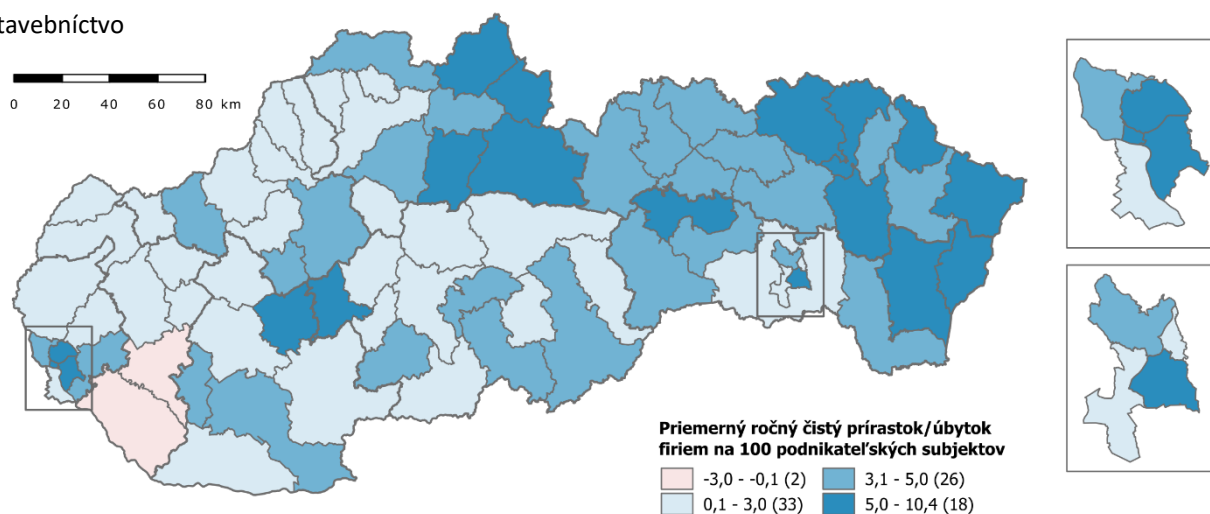 tavebníctvo
0 20 40 60 80 km
Priemerný ročný čistý prírastok/úbytok
firiem na 100 podnikateľských subjektov
-3,0 - -0,1 (2)
3,1 - 5,0 (26)
0,1 - 3,0 (33)
5,0 - 10,4 (18)